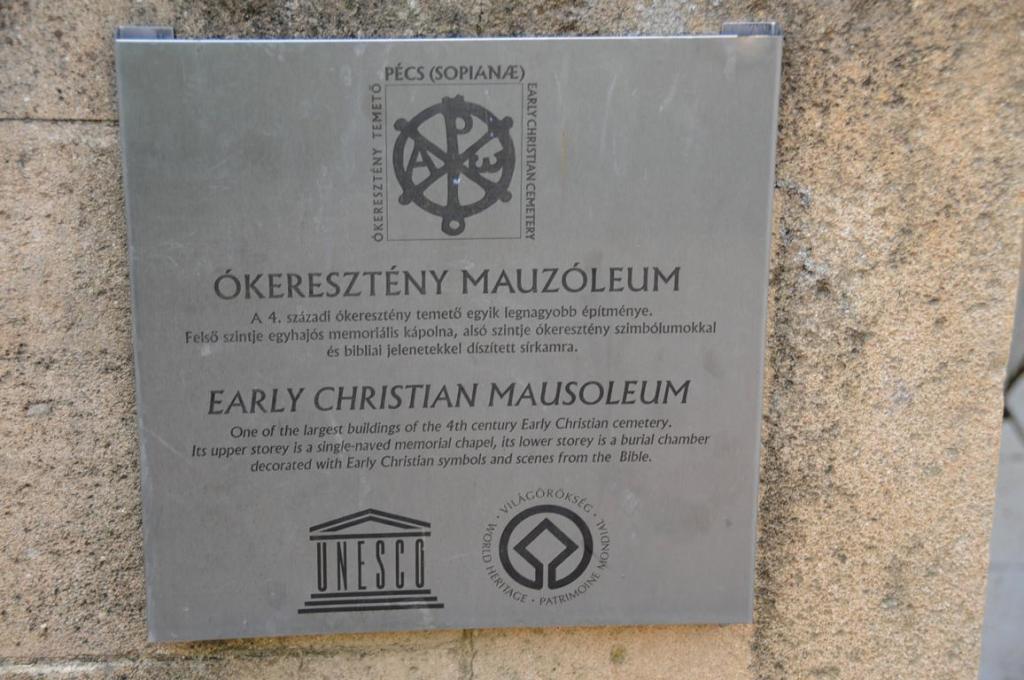 PÉCS (SOPIANÆ)
ÓKERESZTÉNY TEMETŐ
EARLY CHRISTIAN CEMETERY
A P ω
ÓKERESZTÉNY MAUZÓLEUM
A 4. századi ókeresztény temető egyik legnagyobb építménye.
Felső szintje egyhajós memoriális kápolna, alsó szintje ókeresztény szimbólumokkal
és bibliai jelenetekkel díszített sírkamra.
EARLY CHRISTIAN MAUSOLEUM
One of the largest buildings of the 4th century Early Christian cemetery.
Its upper storey is a single-naved memorial chapel, its lower storey is a burial chamber
decorated with Early Christian symbols and scenes from the Bible.
UNESCO
VILÁGÖRÖKSÉG · WORLD HERITAGE · PATRIMOINE MONDIAL ·